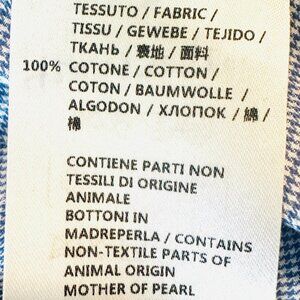 TESSUTO / FABRIC /
TISSU / GEWEBE / TEJIDO /
ТКАНЬ / 表地 / 面料
100% COTONE / COTTON /
COTON / BAUMWOLLE /
ALGODON / ХЛОПОК / 綿 /
棉
CONTIENE PARTI NON
TESSILI DI ORIGINE
ANIMALE
BOTTONI IN
MADREPERLA / CONTAINS
NON-TEXTILE PARTS OF
ANIMAL ORIGIN
MOTHER OF PEARL